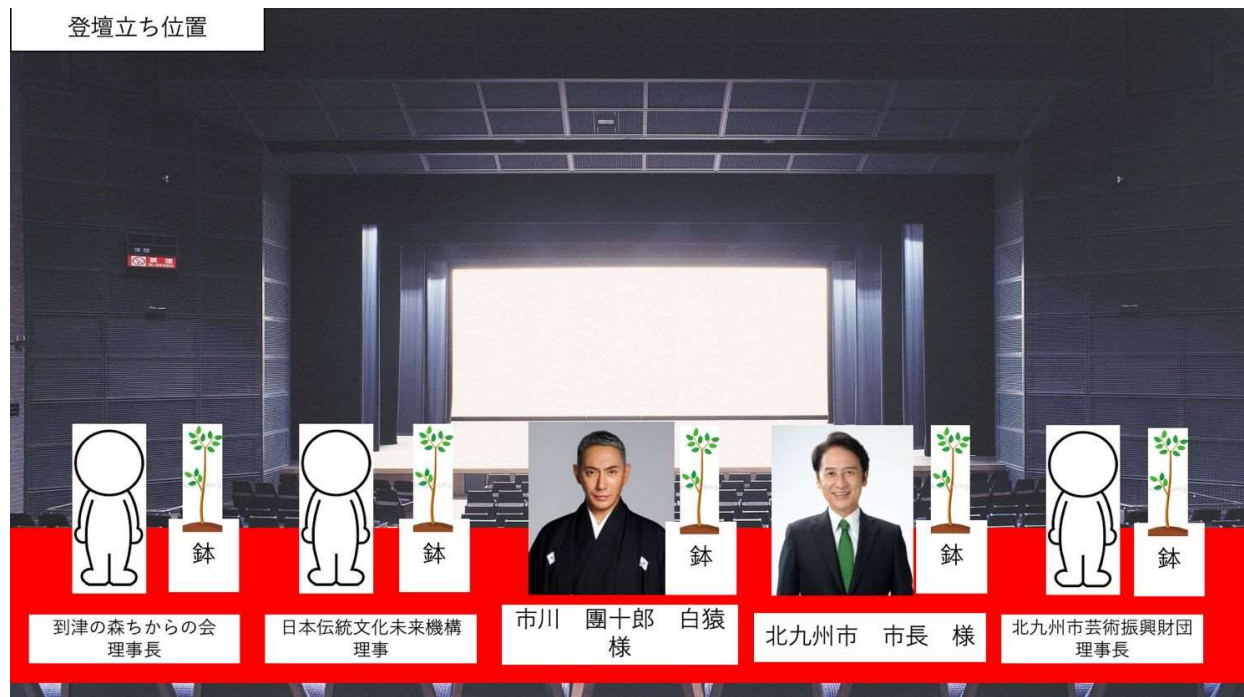 登壇立ち位置
禁煙
鉢
鉢
鉢
鉢
鉢
到津の森ちからの会
理事長
日本伝統文化未来機構
理事
市川　團十郎　白猿
様
北九州市　市長　様
北九州市芸術振興財団
理事長